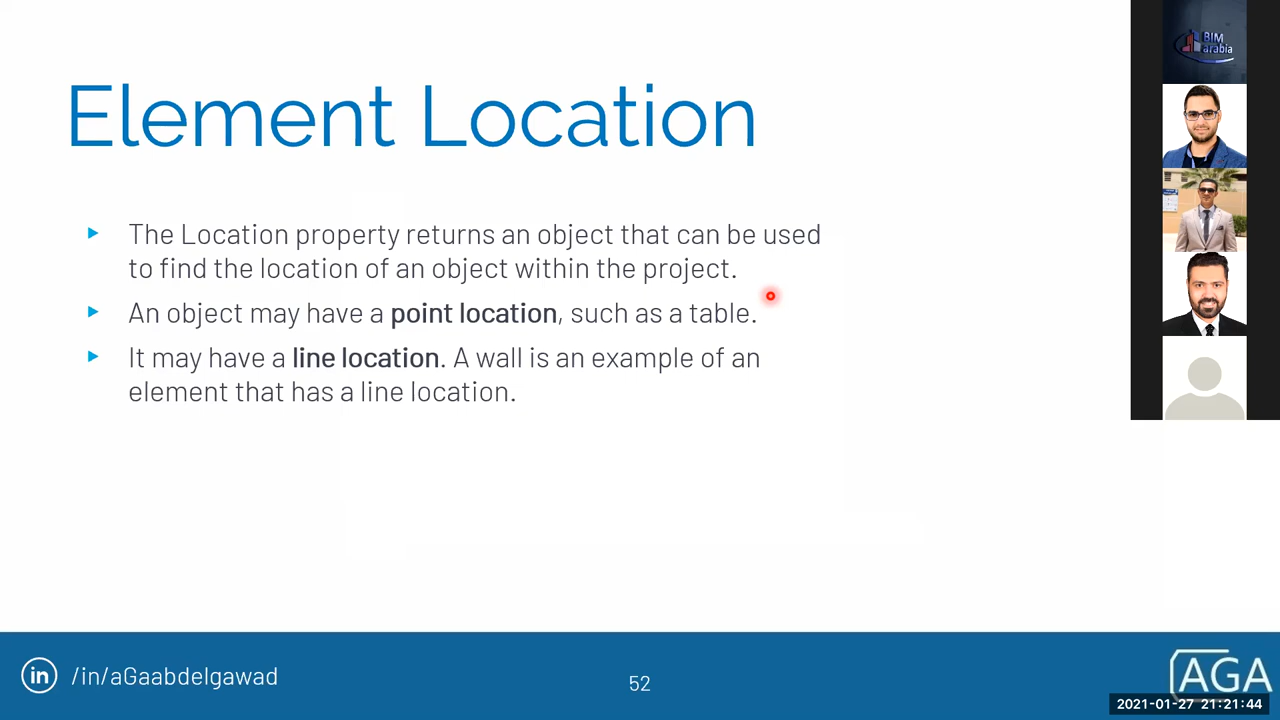 Element Location
The Location property returns an object that can be used
to find the location of an object within the project.
An object may have a point location, such as a table.
It may have a line location. A wall is an example of an
element that has a line location.
BIM
arabia
in /in/aGaabdelgawad
52
AGA
2021-01-27 21:21:44